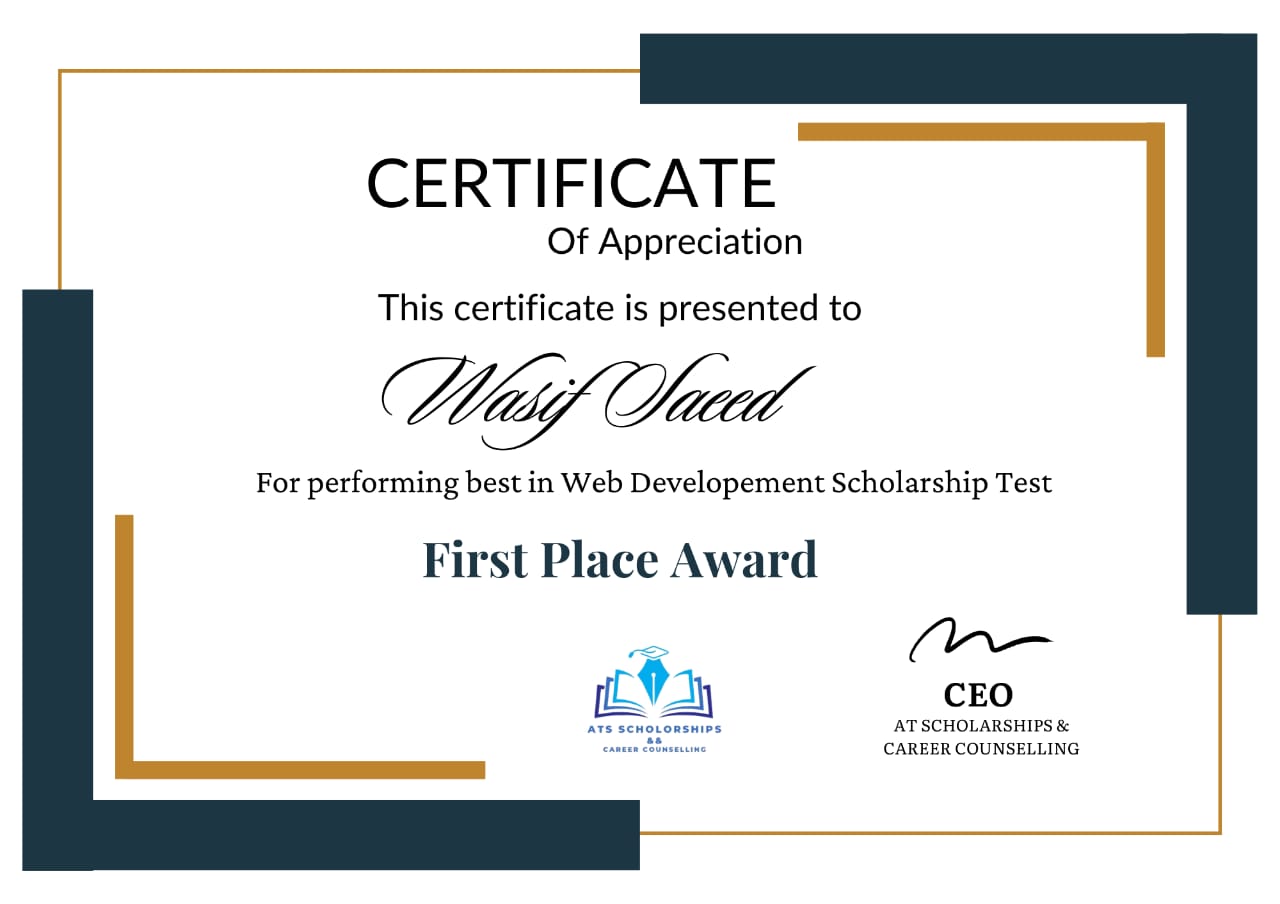 CERTIFICATE
Of Appreciation
This certificate is presented to
Wasif Saeed
For performing best in Web Developement Scholarship Test
First Place Award
ATS SCHOLORSHIPS
&&
CAREER COUNSELLING
CEO
AT SCHOLARSHIPS &
CAREER COUNSELLING